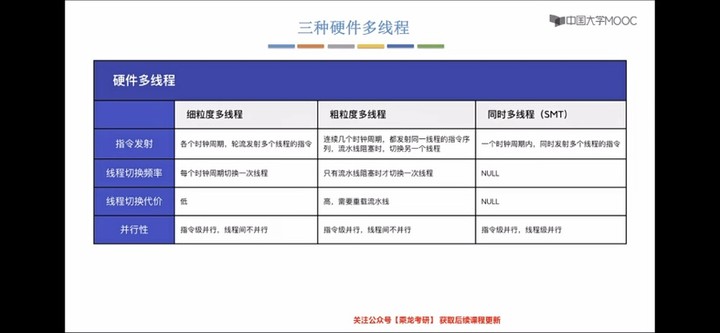 三种硬件多线程
中国大学MOOC
硬件多线程
细粒度多线程 粗粒度多线程 同时多线程（SMT）
指令发射 各个时钟周期，轮流发射多个线程的指令 连续几个时钟周期，都发射同一线程的指令序
列，流水线阻塞时，切换另一个线程 一个时钟周期内，同时发射多个线程的指令
线程切换频率 每个时钟周期切换一次线程 只有流水线阻塞时才切换一次线程 NULL
线程切换代价 低 高，需要重载流水线 NULL
并行性 指令级并行，线程间不并行 指令级并行，线程间不并行 指令级并行，线程级并行
关注公众号【乘龙考研】 获取后续课程更新